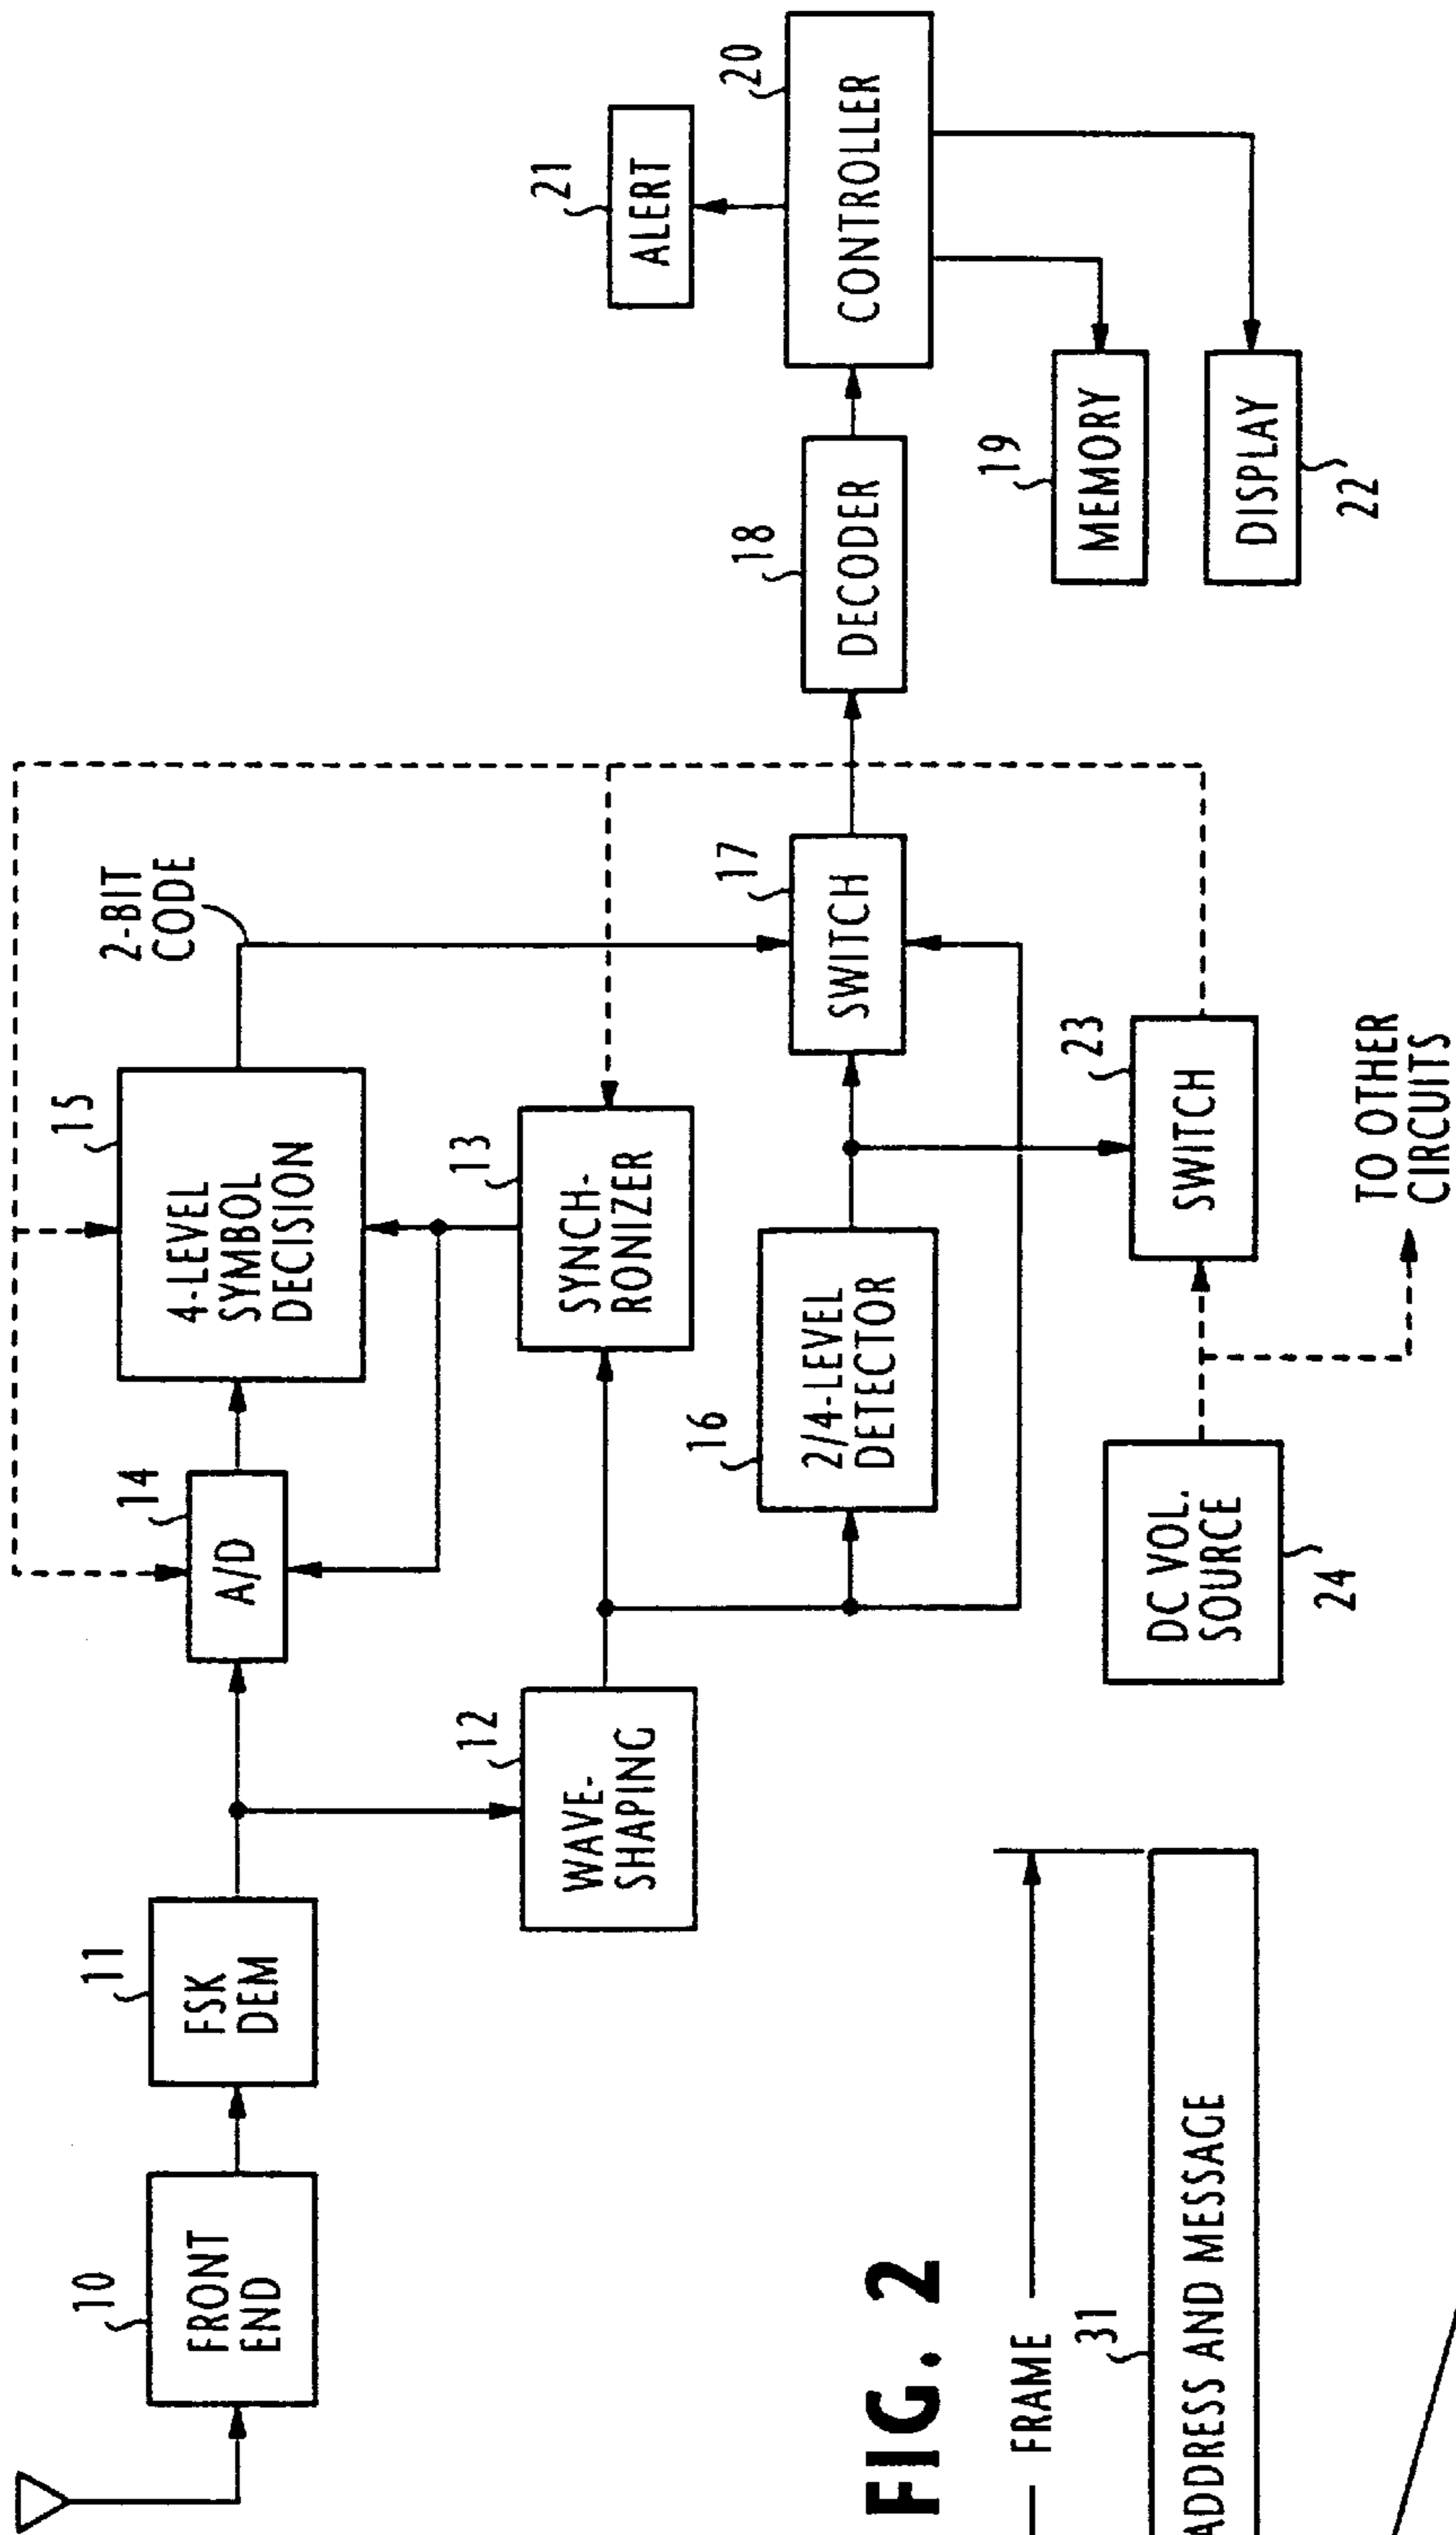 10
FRONT
END
11
FSK
DEM
14
A/D
15
4-LEVEL
SYMBOL
DECISION
2-BIT
CODE
12
WAVE-
SHAPING
13
SYNCH-
RONIZER
16
2/4-LEVEL
DETECTOR
17
SWITCH
18
DECODER
21
ALERT
20
CONTROLLER
19
MEMORY
DISPLAY
22
23
SWITCH
DC VOL.
SOURCE
24
TO OTHER
CIRCUITS
FIG. 2
FRAME
31
ADDRESS AND MESSAGE